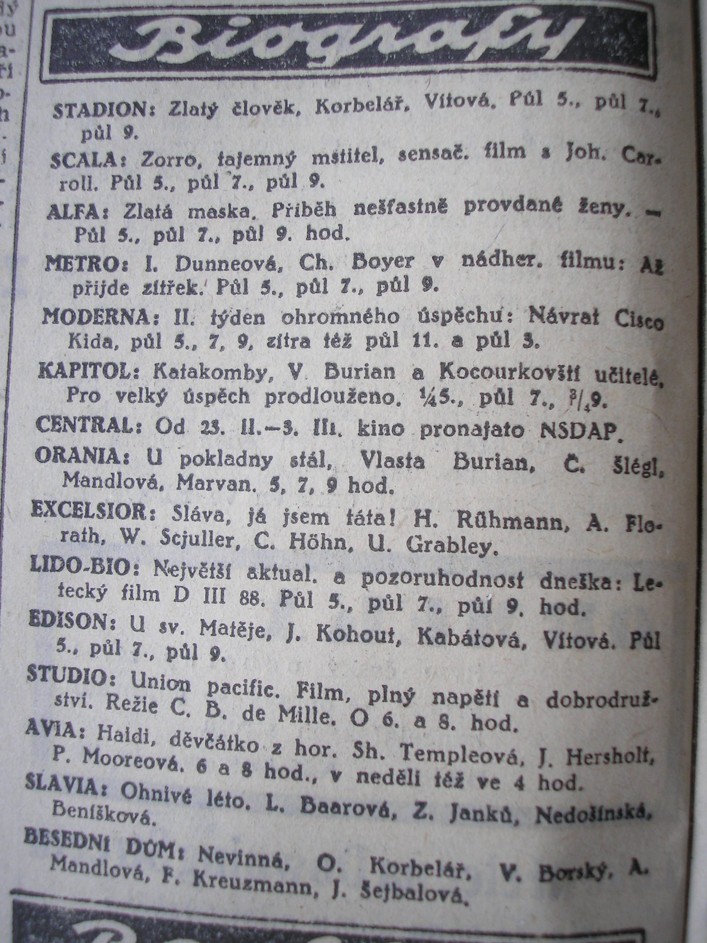 Biografy
STADION: Zlatý člověk, Korbelář, Vítová. Půl 5., půl 7.,
půl 9.
SCALA: Zorro, tajemný mstitel, sensač. film s Joh. Car-
roll. Půl 5., půl 7., půl 9.
ALFA: Zlatá maska. Příběh nešťastně provdané ženy. —
Půl 5., půl 7., půl 9. hod.
METRO: I. Dunneová, Ch. Boyer v nádher. filmu: Až
přijde zítřek. Půl 5., půl 7., půl 9.
MODERNA: II. týden ohromného úspěchu: Návrat Cisco
Kida, půl 5., 7, 9, zítra též půl 11. a půl 3.
KAPITOL: Katakomby, V. Burian a Kocourkovští učitelé,
Pro velký úspěch prodlouženo. ¼5., půl 7., ¾9.
CENTRAL: Od 23. II.—3. III. kino pronajato NSDAP.
ORANIA: U pokladny stál, Vlasta Burian, Č. Šlégl,
Mandlová, Marvan. 5, 7, 9 hod.
EXCELSIOR: Sláva, já jsem táta! H. Rühmann, A. Flo-
rath, W. Scjuller, C. Höhn, U. Grabley.
LIDO-BIO: Největší aktual. a pozoruhodnost dneška: Le-
tecký film D III 88. Půl 5., půl 7., půl 9. hod.
EDISON: U sv. Matěje, J. Kohout, Kabátová, Vítová. Půl
5., půl 7., půl 9.
STUDIO: Union pacific. Film, plný napětí a dobrodruž-
ství. Režie C. B. de Mille. O 6. a 8. hod.
AVIA: Haidi, děvčátko z hor. Sh. Templeová, J. Hersholt,
P. Mooreová. 6 a 8 hod., v neděli též ve 4 hod.
SLAVIA: Ohnivé léto. L. Baarová, Z. Janků, Nedošínská,
Beníšková.
BESEDNÍ DŮM: Nevinná, O. Korbelář, V. Borský, A.
Mandlová, F. Kreuzmann, J. Šejbalová.